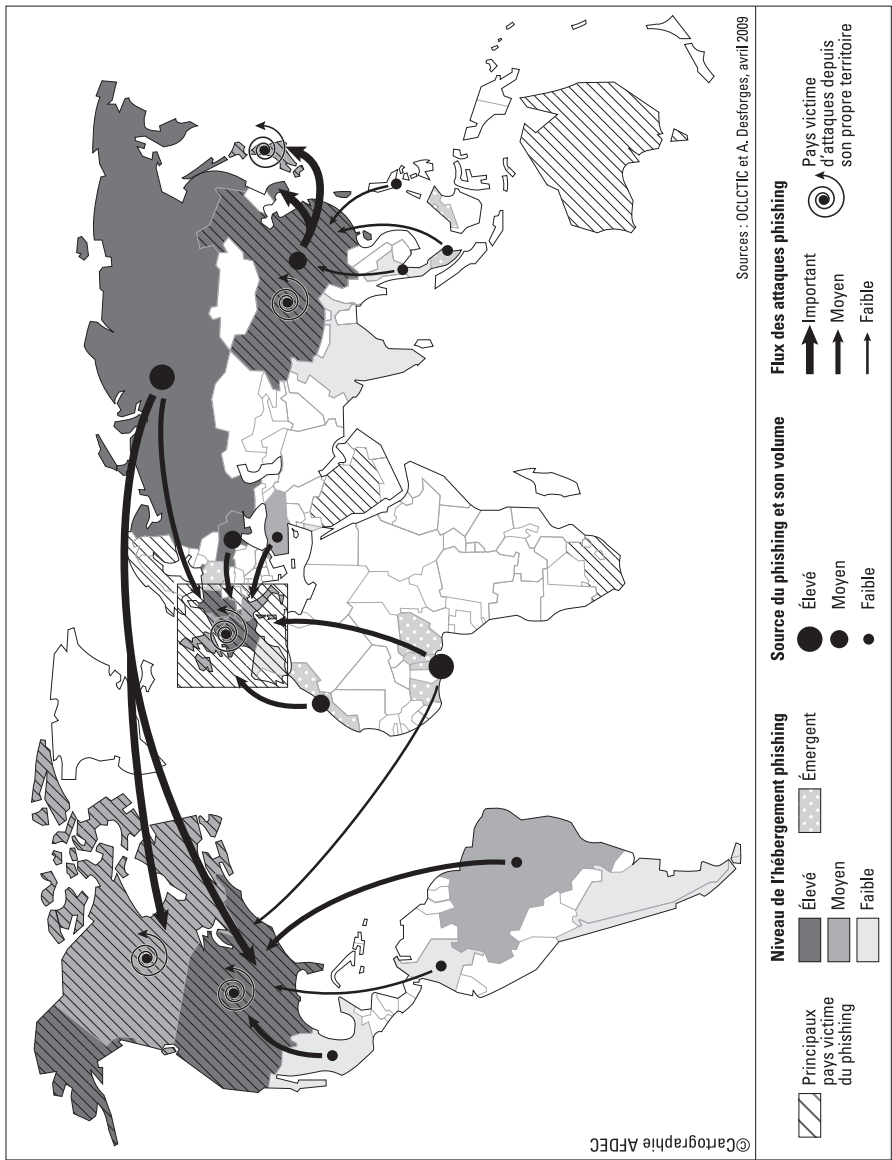 ©Cartographie AFDEC
Sources : OCLCTIC et A. Desforges, avril 2009
Principaux
pays victime
du phishing
Niveau de l'hébergement phishing
Élevé
Moyen
Faible
Émergent
Source du phishing et son volume
Élevé
Moyen
Faible
Flux des attaques phishing
Important
Moyen
Faible
Pays victime
d'attaques depuis
son propre territoire